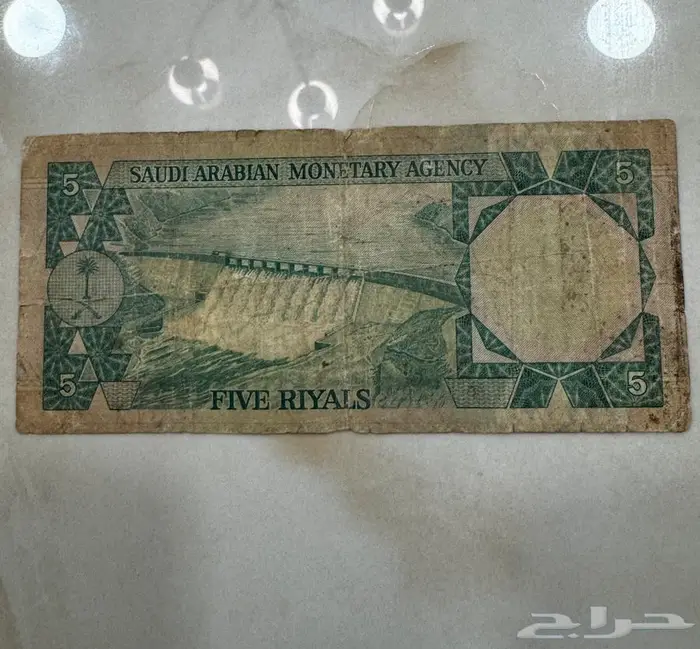 5 SAUDI ARABIAN MONETARY AGENCY 5
5 FIVE RIYALS 5
حراج